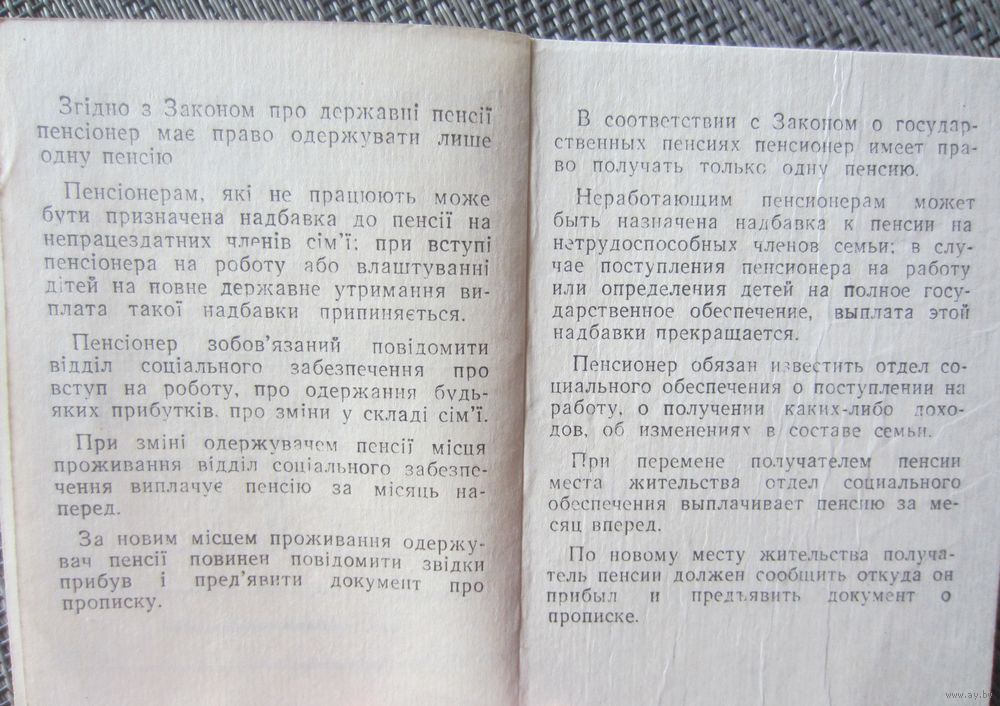 Згідно з Законом про державні пенсії
пенсіонер має право одержувати лише
одну пенсію
Пенсіонерам, які не працюють може
бути призначена надбавка до пенсії на
непрацездатних членів сім'ї; при вступі
пенсіонера на роботу або влаштуванні
дітей на повне державне утримання ви-
плата такої надбавки припиняється.
Пенсіонер зобов'язаний повідомити
відділ соціального забезпечення про
вступ на роботу, про одержання будь-
яких прибутків. про зміни у складі сім'ї.
При зміні одержувачем пенсії місця
проживання відділ соціального забезпе-
чення виплачує пенсію за місяць на-
перед.
За новим місцем проживання одержу-
вач пенсії повинен повідомити звідки
прибув і пред'явити документ про
прописку.
В соответствии с Законом о государ-
ственных пенсиях пенсионер имеет пра-
во получать только одну пенсию.
Неработающим пенсионерам может
быть назначена надбавка к пенсии на
нетрудоспособных членов семьи; в слу-
чае поступления пенсионера на работу
или определения детей на полное госу-
дарственное обеспечение, выплата этой
надбавки прекращается.
Пенсионер обязан известить отдел со-
циального обеспечения о поступлении на
работу, о получении каких-либо дохо-
дов, об изменениях в составе семьи.
При перемене получателем пенсии
места жительства отдел социального
обеспечения выплачивает пенсию за ме-
сяц вперед.
По новому месту жительства получа-
тель пенсии должен сообщить откуда он
прибыл и предъявить документ о
прописке.
www.ay.by